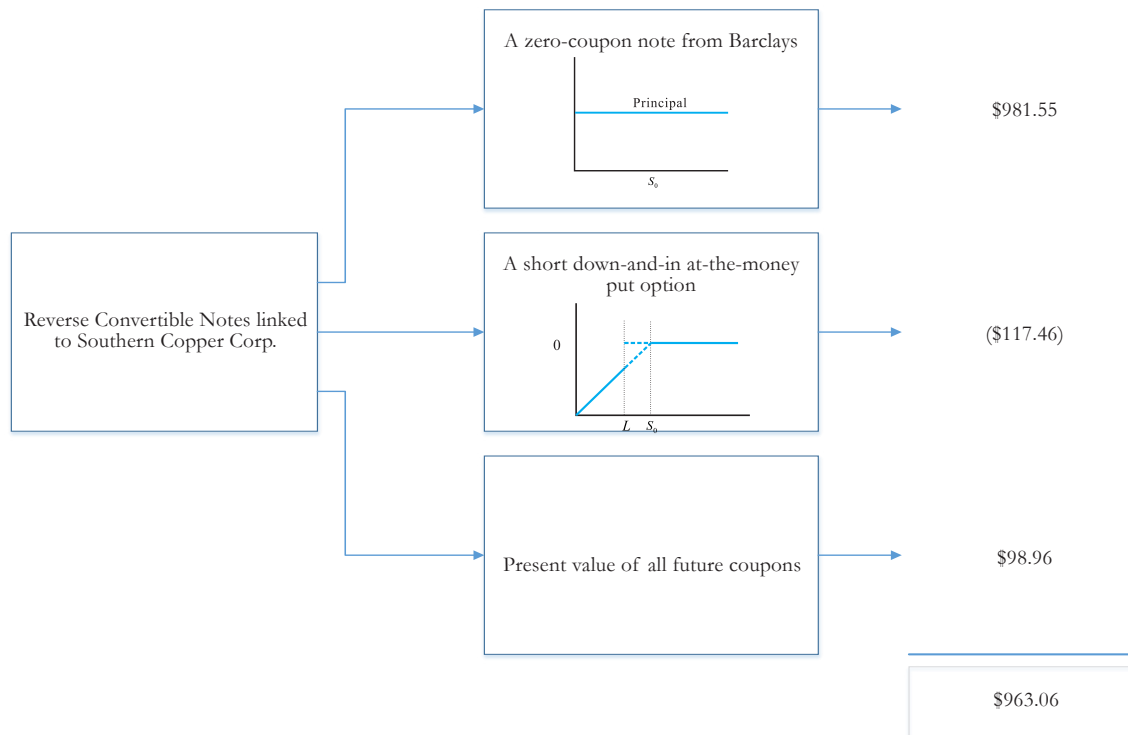 A zero-coupon note from Barclays
Principal
S₀
$981.55
Reverse Convertible Notes linked
to Southern Copper Corp.
A short down-and-in at-the-money
put option
0
L S₀
($117.46)
Present value of all future coupons
$98.96
$963.06